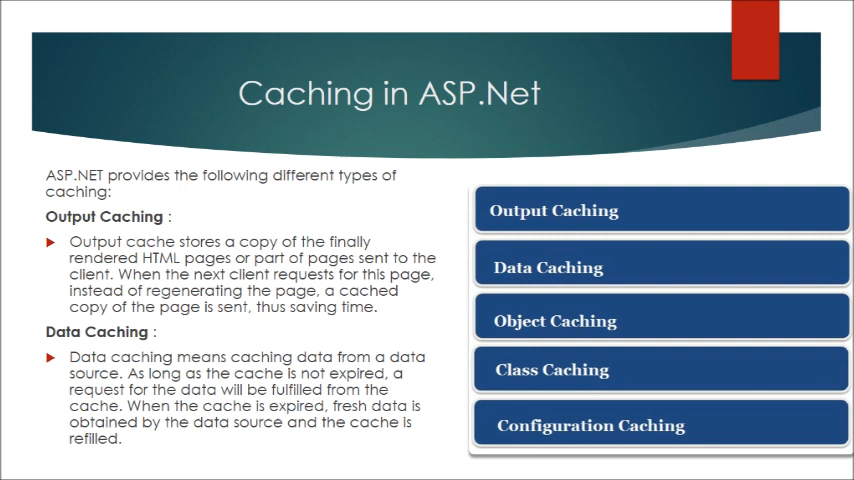 Caching in ASP.Net
ASP.NET provides the following different types of
caching:
Output Caching :
Output cache stores a copy of the finally
rendered HTML pages or part of pages sent to the
client. When the next client requests for this page,
instead of regenerating the page, a cached
copy of the page is sent, thus saving time.
Data Caching :
Data caching means caching data from a data
source. As long as the cache is not expired, a
request for the data will be fulfilled from the
cache. When the cache is expired, fresh data is
obtained by the data source and the cache is
refilled.
Output Caching
Data Caching
Object Caching
Class Caching
Configuration Caching